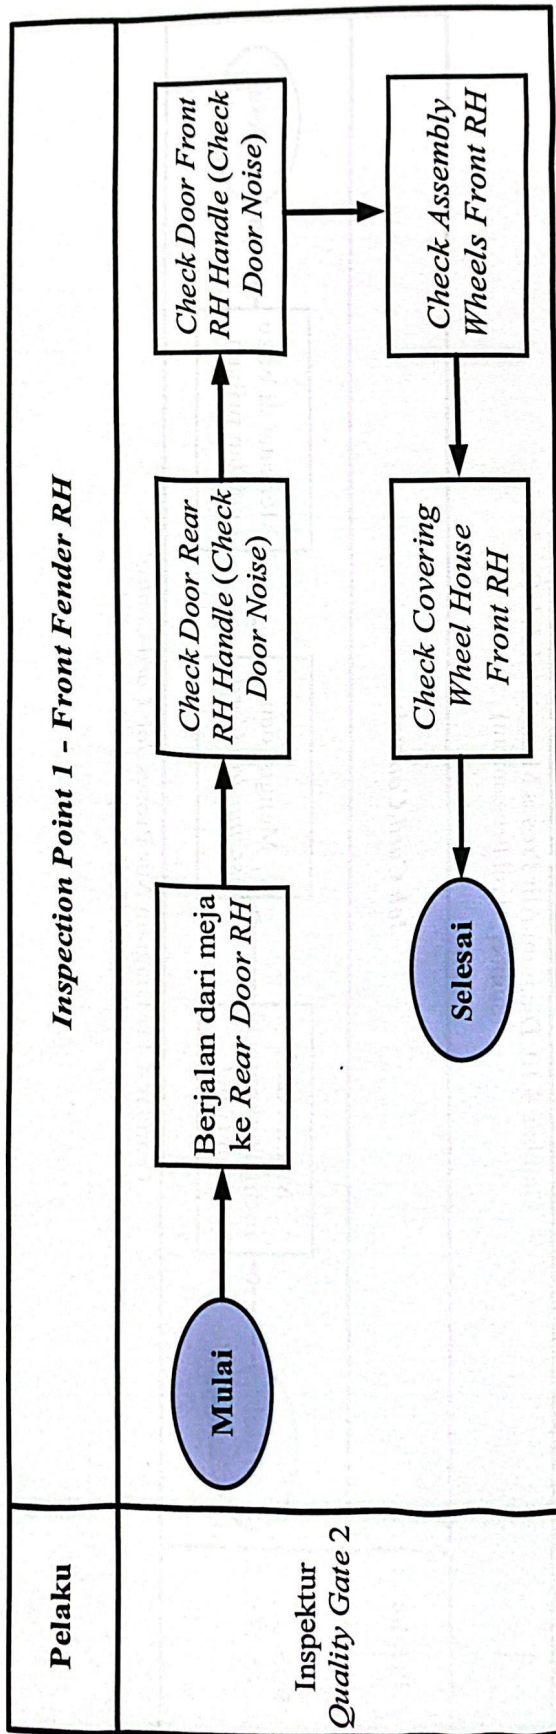 Pelaku
Inspection Point 1 - Front Fender RH
Inspektur
Quality Gate 2
Mulai
Berjalan dari meja
ke Rear Door RH
Check Door Rear
RH Handle (Check
Door Noise)
Check Door Front
RH Handle (Check
Door Noise)
Check Assembly
Wheels Front RH
Check Covering
Wheel House
Front RH
Selesai